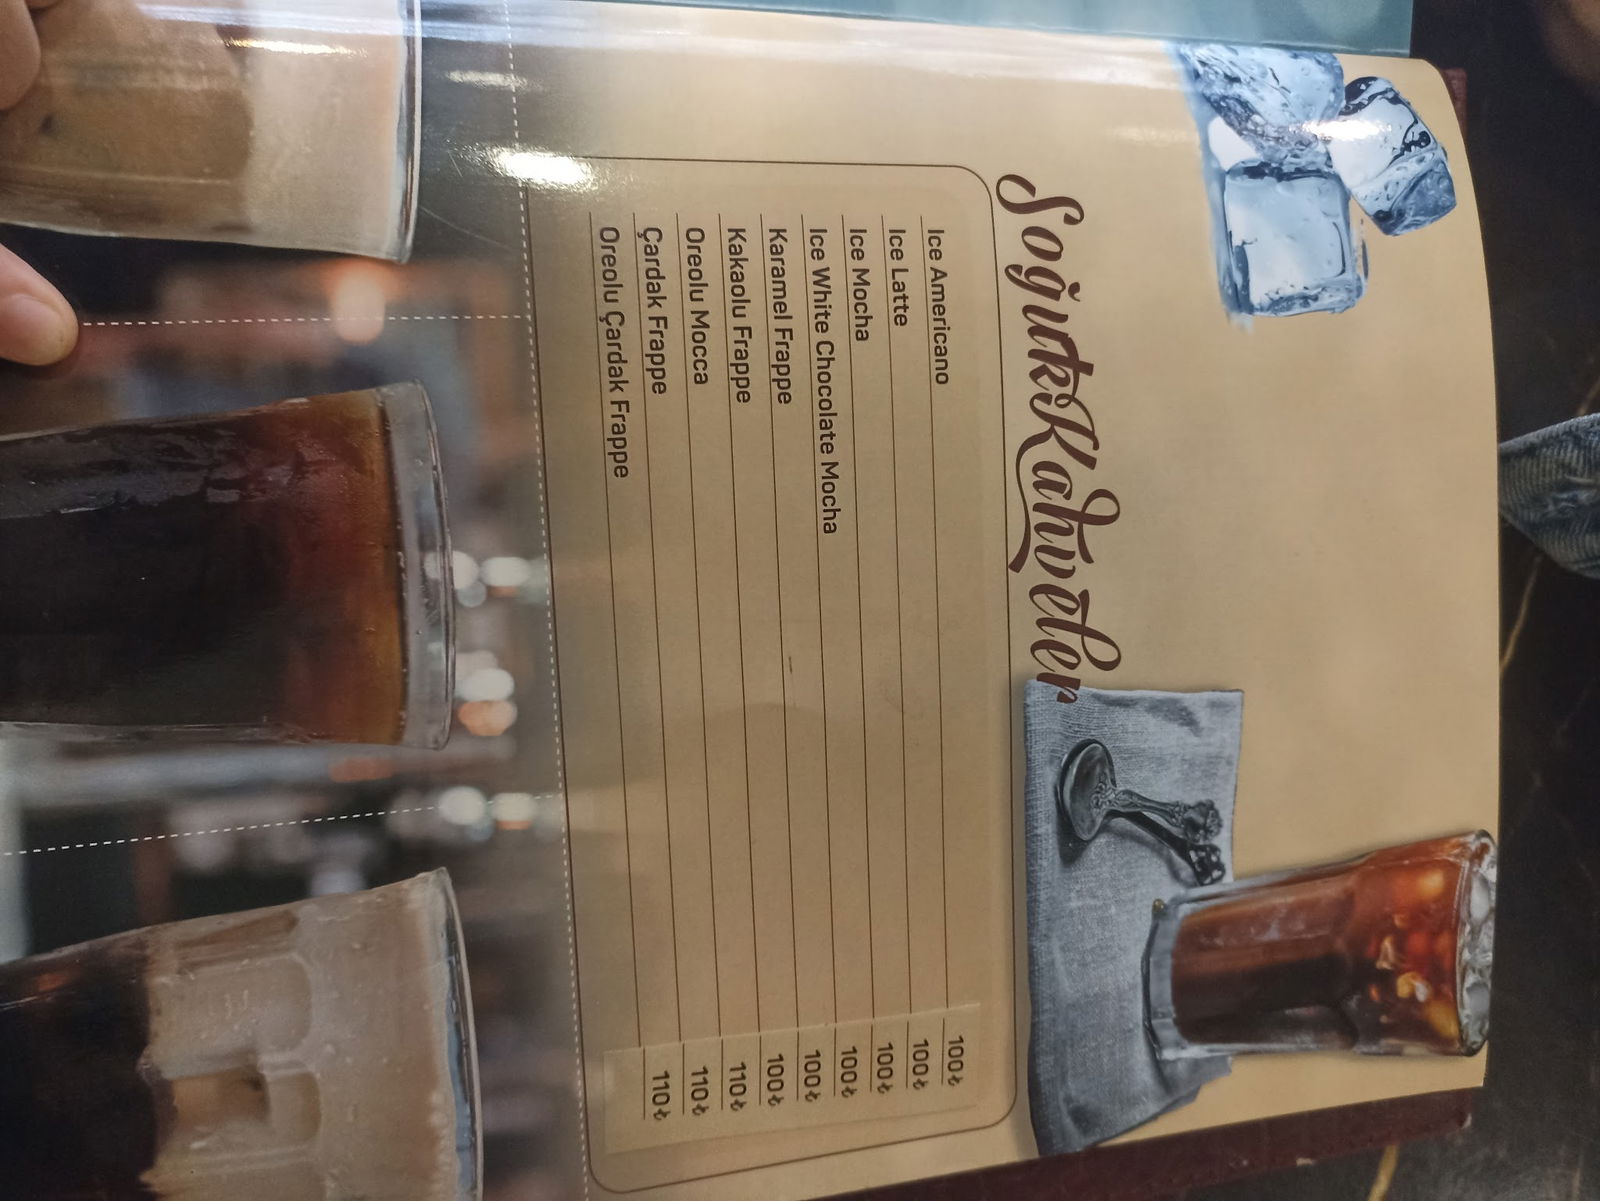 Soğuk Kahveler
Ice Americano 100₺
Ice Latte 100₺
Ice Mocha 100₺
Ice White Chocolate Mocha 100₺
Karamel Frappe 100₺
Kakaolu Frappe 100₺
Oreolu Mocca 110₺
Çardak Frappe 110₺
Oreolu Çardak Frappe 110₺